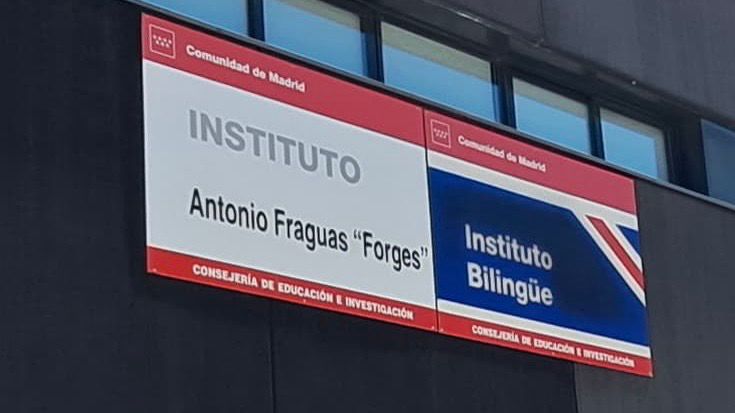 Comunidad de Madrid
INSTITUTO
Antonio Fraguas “Forges”
CONSEJERÍA DE EDUCACIÓN E INVESTIGACIÓN
Comunidad de Madrid
Instituto
Bilingüe
CONSEJERÍA DE EDUCACIÓN E INVESTIGACIÓN